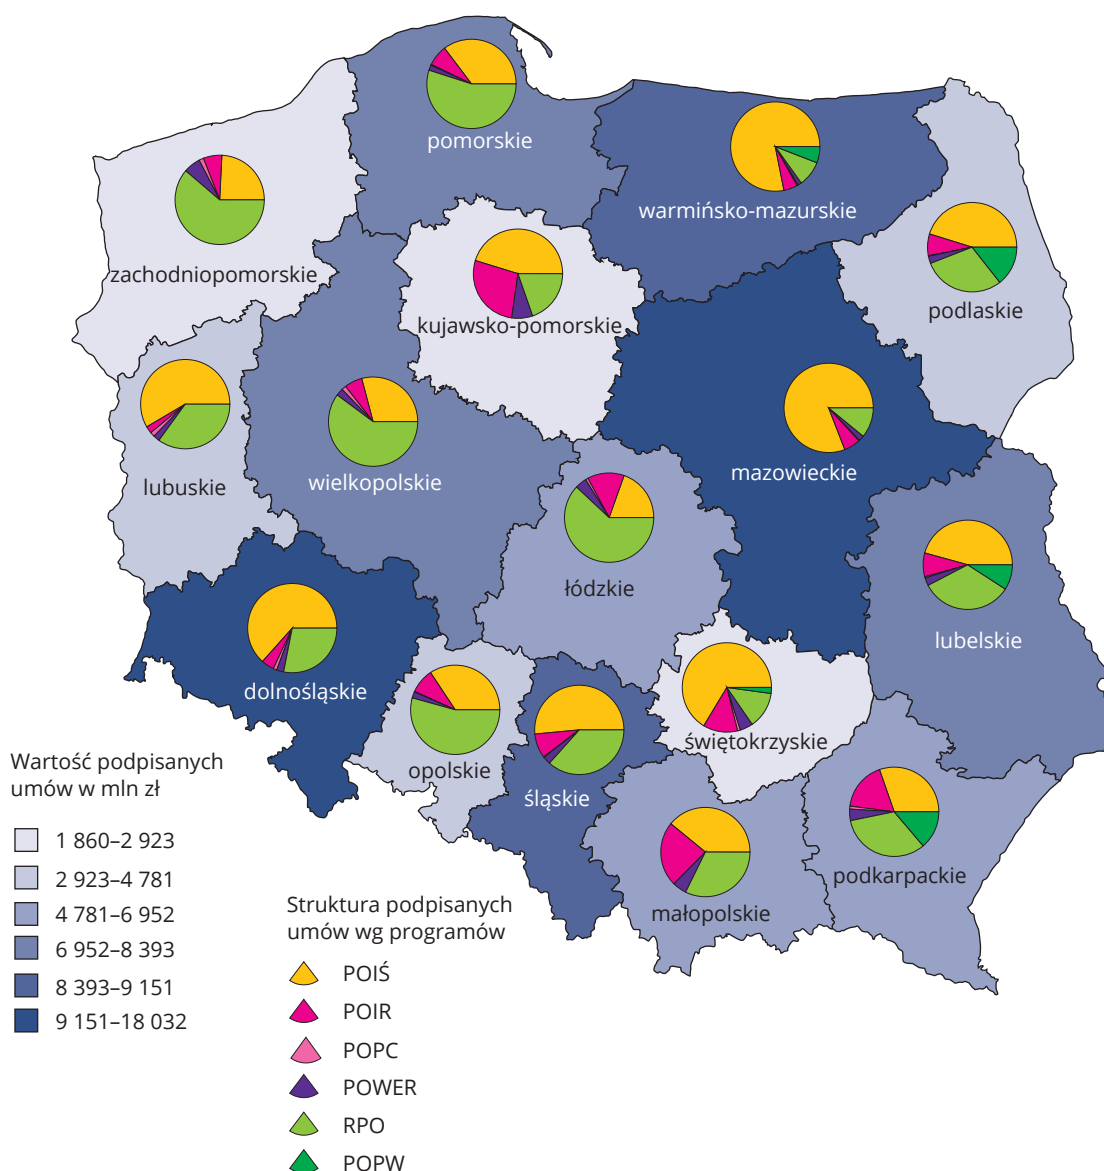 pomorskie
warmińsko-mazurskie
zachodniopomorskie
podlaskie
kujawsko-pomorskie
lubuskie
wielkopolskie
mazowieckie
łódzkie
lubelskie
dolnośląskie
świętokrzyskie
opolskie
śląskie
podkarpackie
małopolskie
Wartość podpisanych
umów w mln zł
1 860–2 923
2 923–4 781
4 781–6 952
6 952–8 393
8 393–9 151
9 151–18 032
Struktura podpisanych
umów wg programów
POIŚ
POIR
POPC
POWER
RPO
POPW